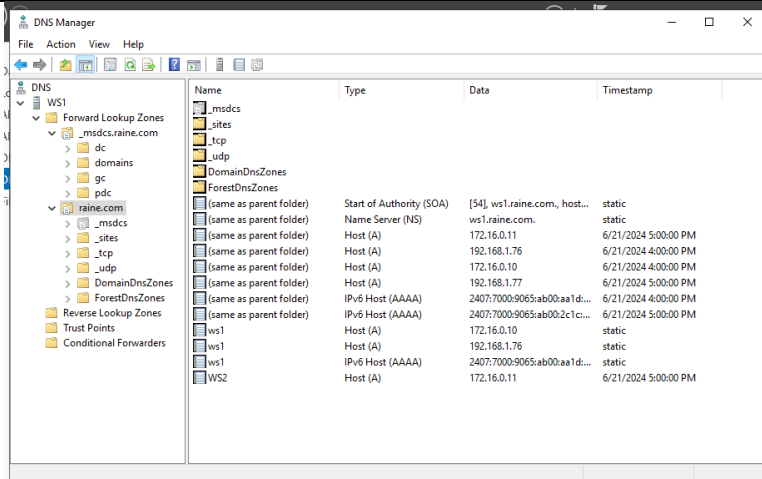 DNS Manager
File Action View Help
DNS
WS1
Forward Lookup Zones
_msdcs.raine.com
dc
domains
gc
pdc
raine.com
_msdcs
_sites
_tcp
_udp
DomainDnsZones
ForestDnsZones
Reverse Lookup Zones
Trust Points
Conditional Forwarders
Name Type Data Timestamp
_msdcs
_sites
_tcp
_udp
DomainDnsZones
ForestDnsZones
(same as parent folder) Start of Authority (SOA) [54], ws1.raine.com., host... static
(same as parent folder) Name Server (NS) ws1.raine.com. static
(same as parent folder) Host (A) 172.16.0.11 6/21/2024 5:00:00 PM
(same as parent folder) Host (A) 192.168.1.76 6/21/2024 4:00:00 PM
(same as parent folder) Host (A) 172.16.0.10 6/21/2024 4:00:00 PM
(same as parent folder) Host (A) 192.168.1.77 6/21/2024 5:00:00 PM
(same as parent folder) IPv6 Host (AAAA) 2407:7000:9065:ab00:aa1d:... 6/21/2024 4:00:00 PM
(same as parent folder) IPv6 Host (AAAA) 2407:7000:9065:ab00:2c1c:... 6/21/2024 5:00:00 PM
ws1 Host (A) 172.16.0.10 static
ws1 Host (A) 192.168.1.76 static
ws1 IPv6 Host (AAAA) 2407:7000:9065:ab00:aa1d:... static
WS2 Host (A) 172.16.0.11 6/21/2024 5:00:00 PM